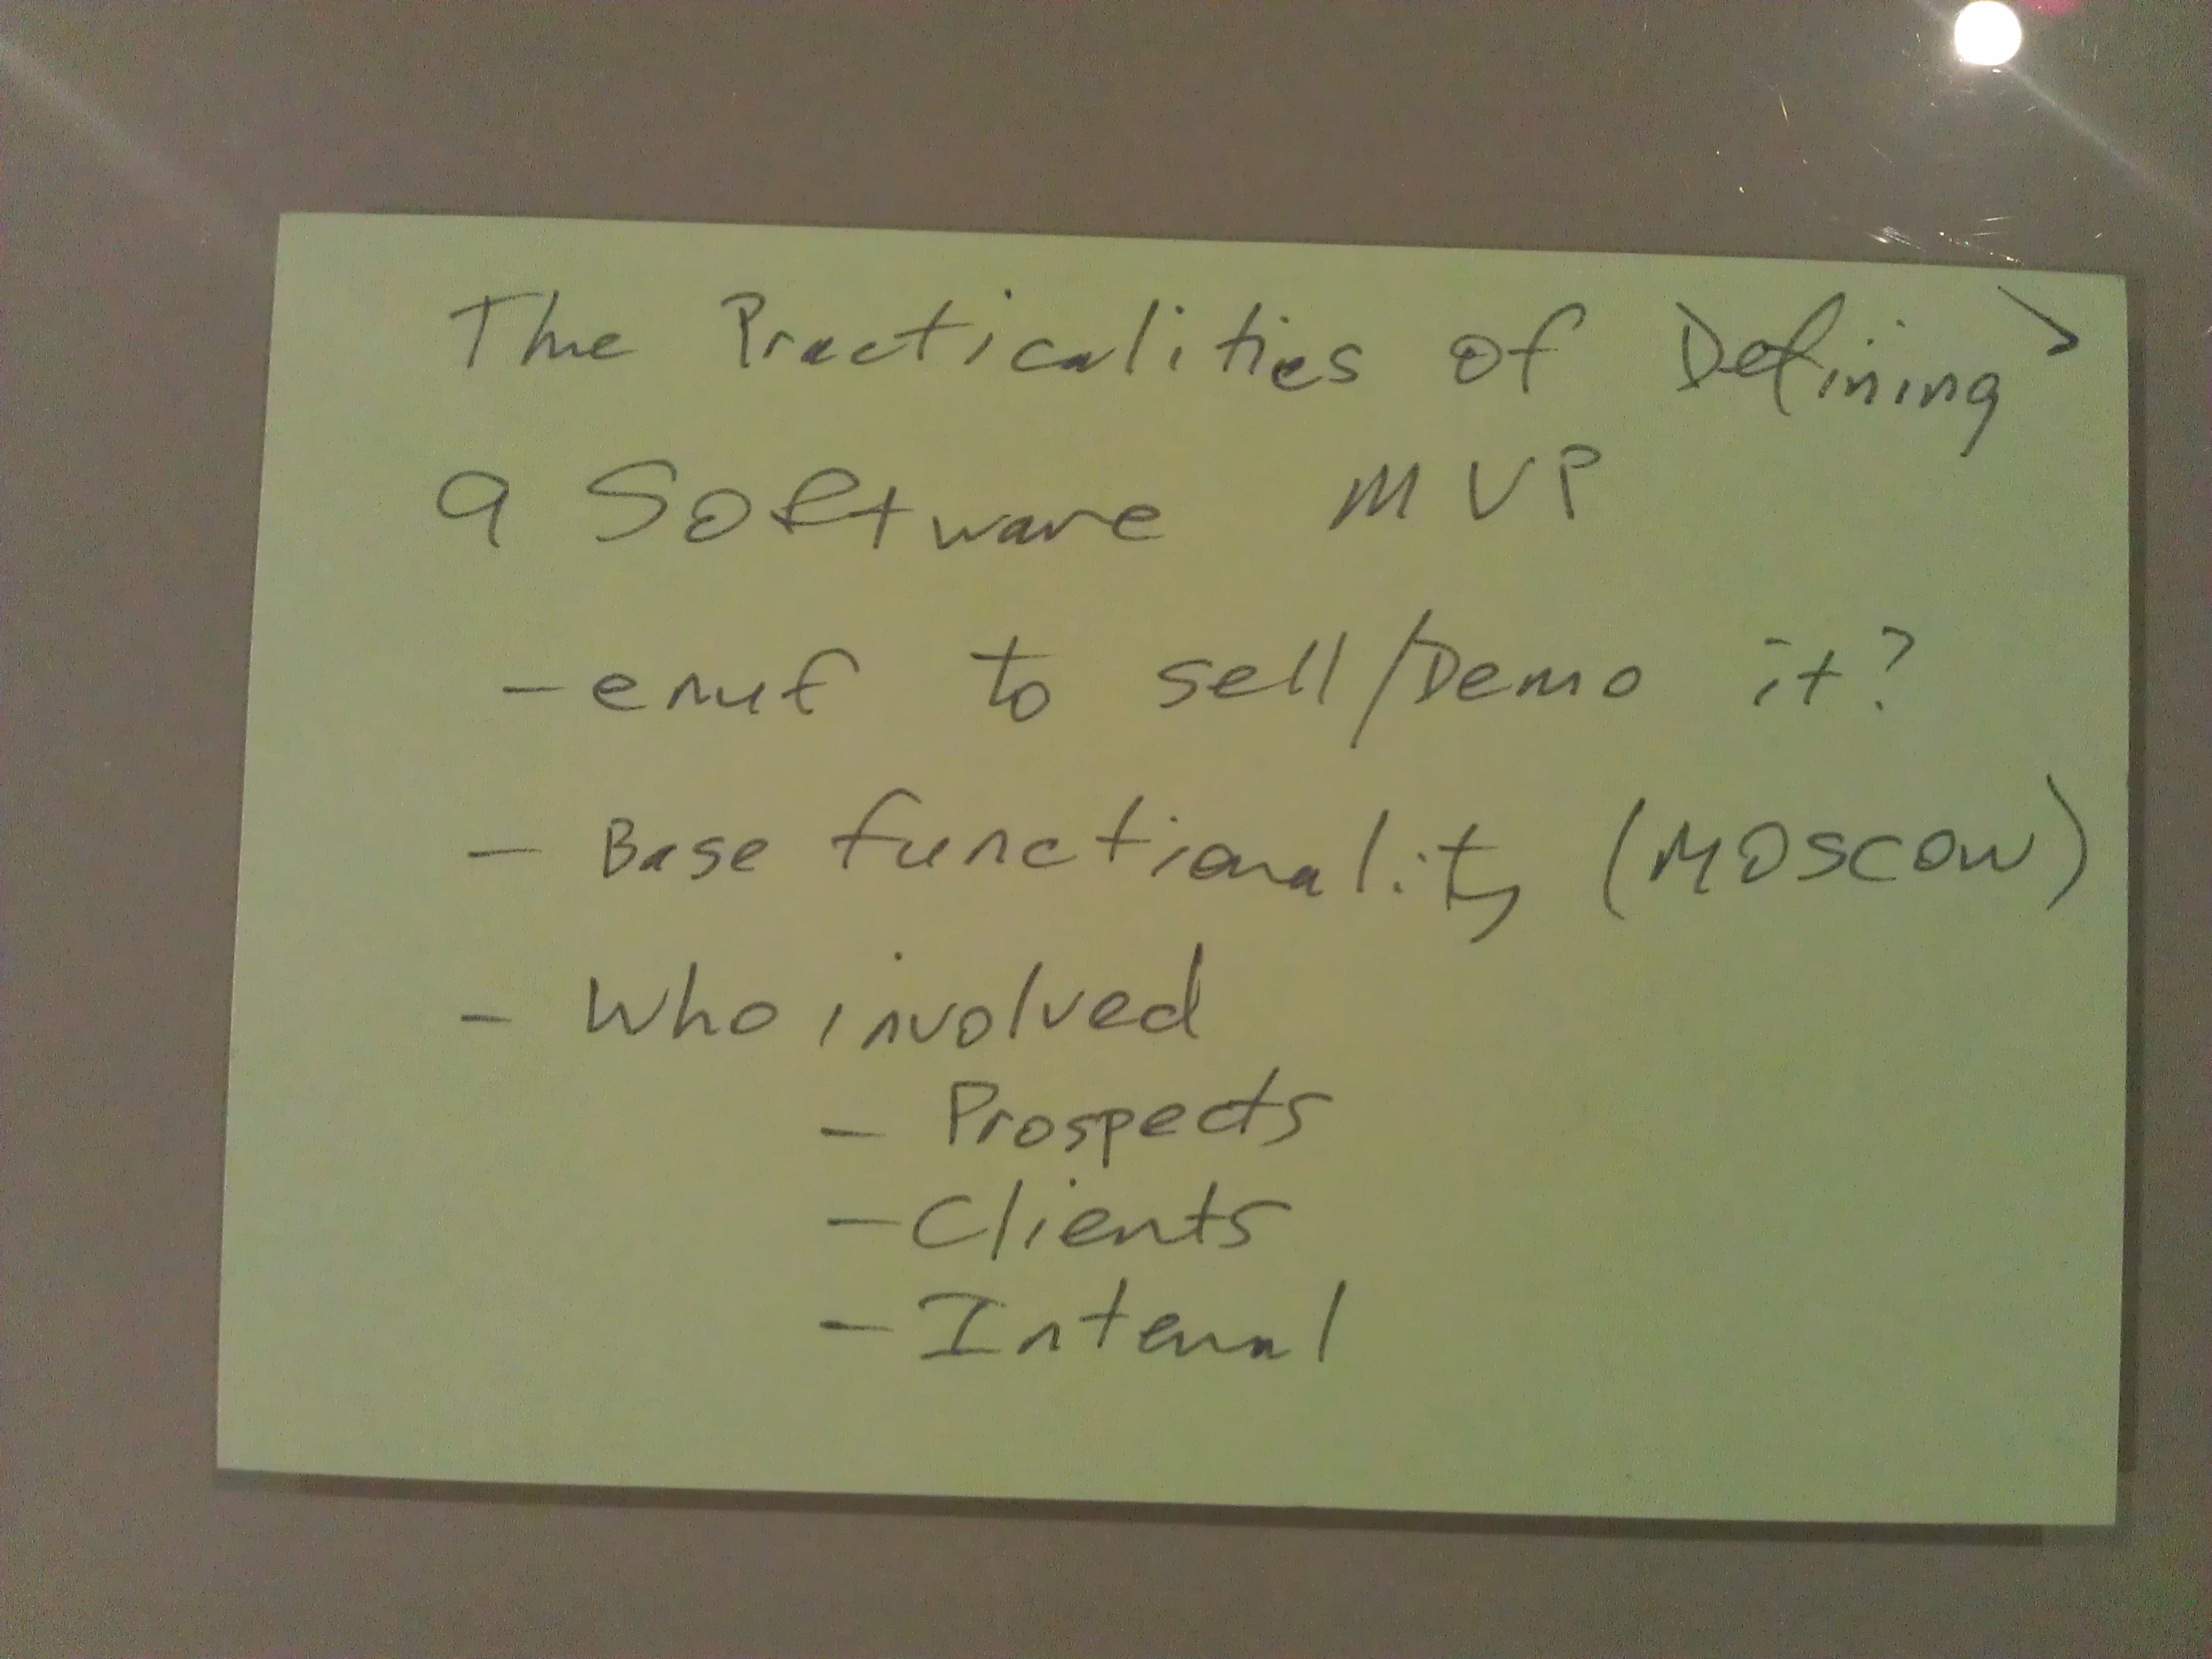 The Practicalities of Defining >
a Software MVP
- enuf to sell/Demo it?
- Base functionality (MOSCOW)
- Who involved
- Prospects
- Clients
- Internal